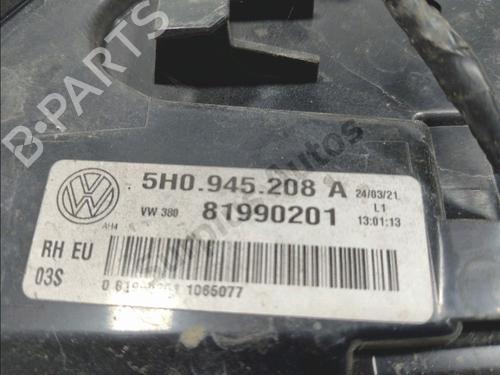 B-PARTS
5H0.945.208 A 24/03/21
VW 380 81990201 L1
13:01:13
RH EU
03S
1065077